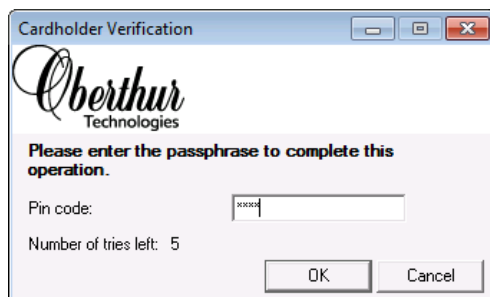 Cardholder Verification
Oberthur
Technologies
Please enter the passphrase to complete this
operation.
Pin code: ****
Number of tries left: 5
OK Cancel